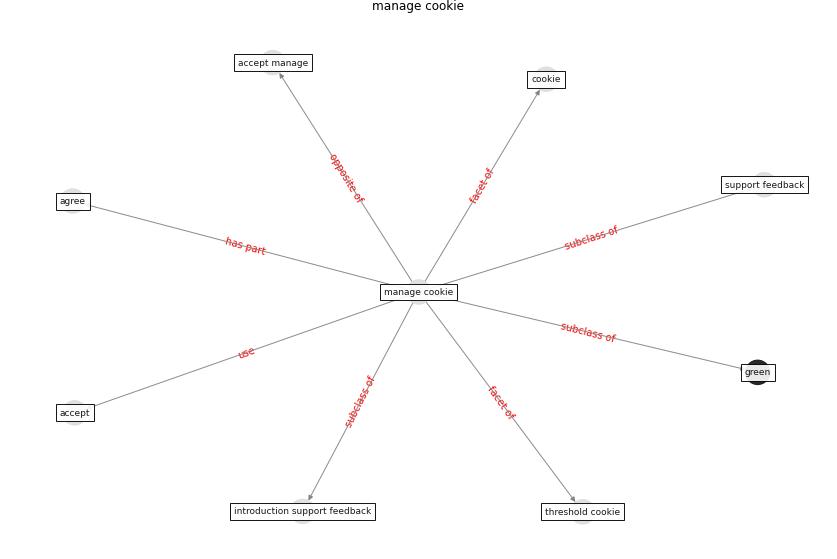 manage cookie
accept manage
cookie
opposite of
facet of
support feedback
agree
subclass of
has part
manage cookie
subclass of
use
green
subclass of
facet of
accept
introduction support feedback
threshold cookie